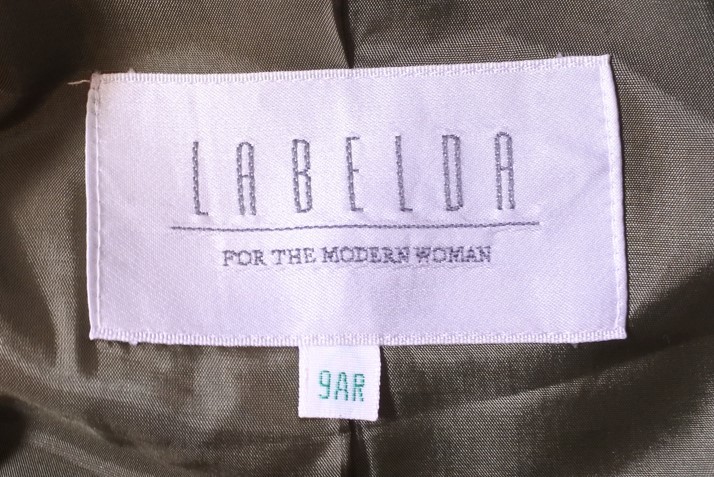 LABELDA
FOR THE MODERN WOMAN
9AR